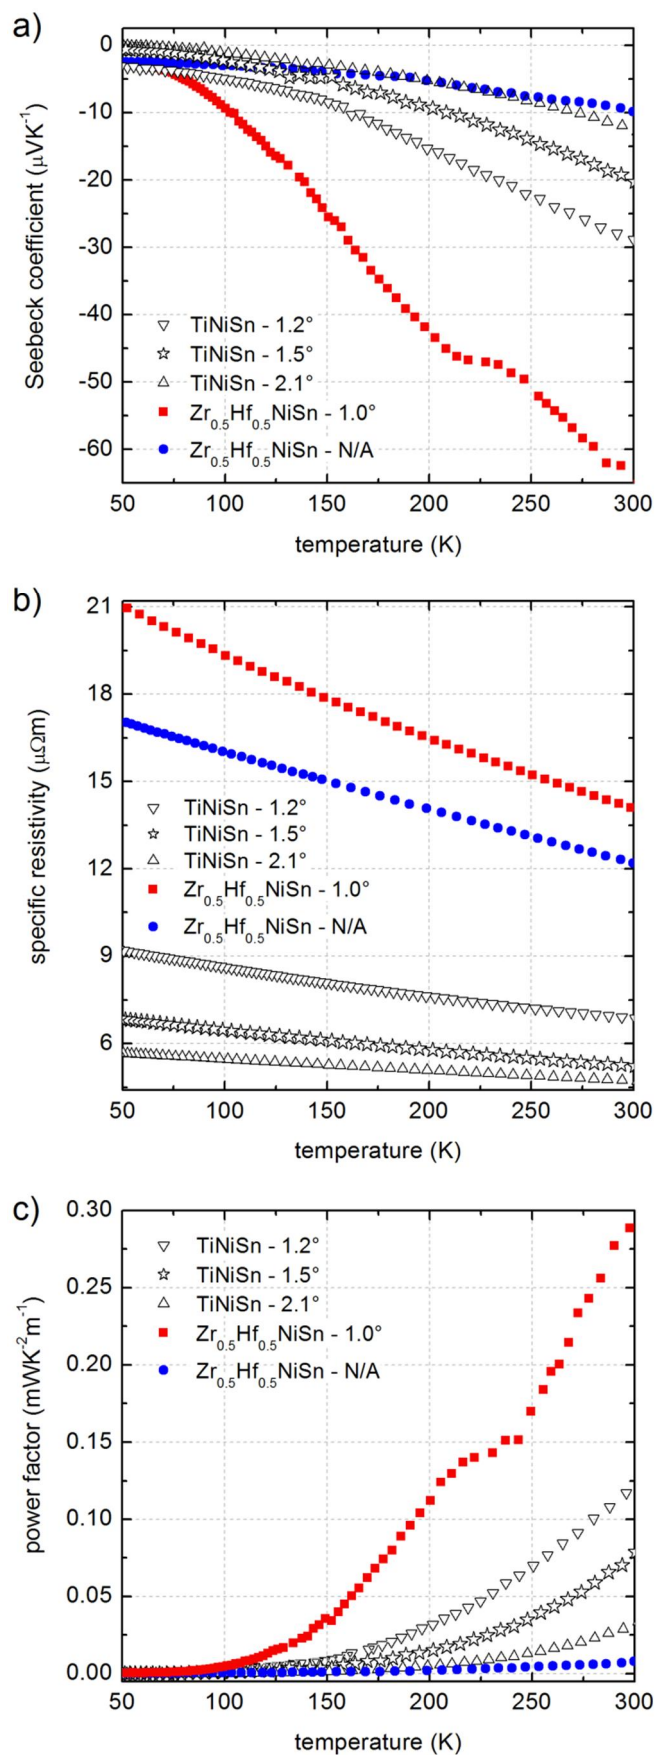 a)
0
-10
-20
-30
-40
-50
-60
Seebeck coefficient (μVK⁻¹)
TiNiSn - 1.2°
TiNiSn - 1.5°
TiNiSn - 2.1°
Zr₀.₅Hf₀.₅NiSn - 1.0°
Zr₀.₅Hf₀.₅NiSn - N/A
50 100 150 200 250 300
temperature (K)
b)
21
18
15
12
9
6
specific resistivity (μΩm)
TiNiSn - 1.2°
TiNiSn - 1.5°
TiNiSn - 2.1°
Zr₀.₅Hf₀.₅NiSn - 1.0°
Zr₀.₅Hf₀.₅NiSn - N/A
50 100 150 200 250 300
temperature (K)
c)
0.30
0.25
0.20
0.15
0.10
0.05
0.00
power factor (mWK⁻²m⁻¹)
TiNiSn - 1.2°
TiNiSn - 1.5°
TiNiSn - 2.1°
Zr₀.₅Hf₀.₅NiSn - 1.0°
Zr₀.₅Hf₀.₅NiSn - N/A
50 100 150 200 250 300
temperature (K)